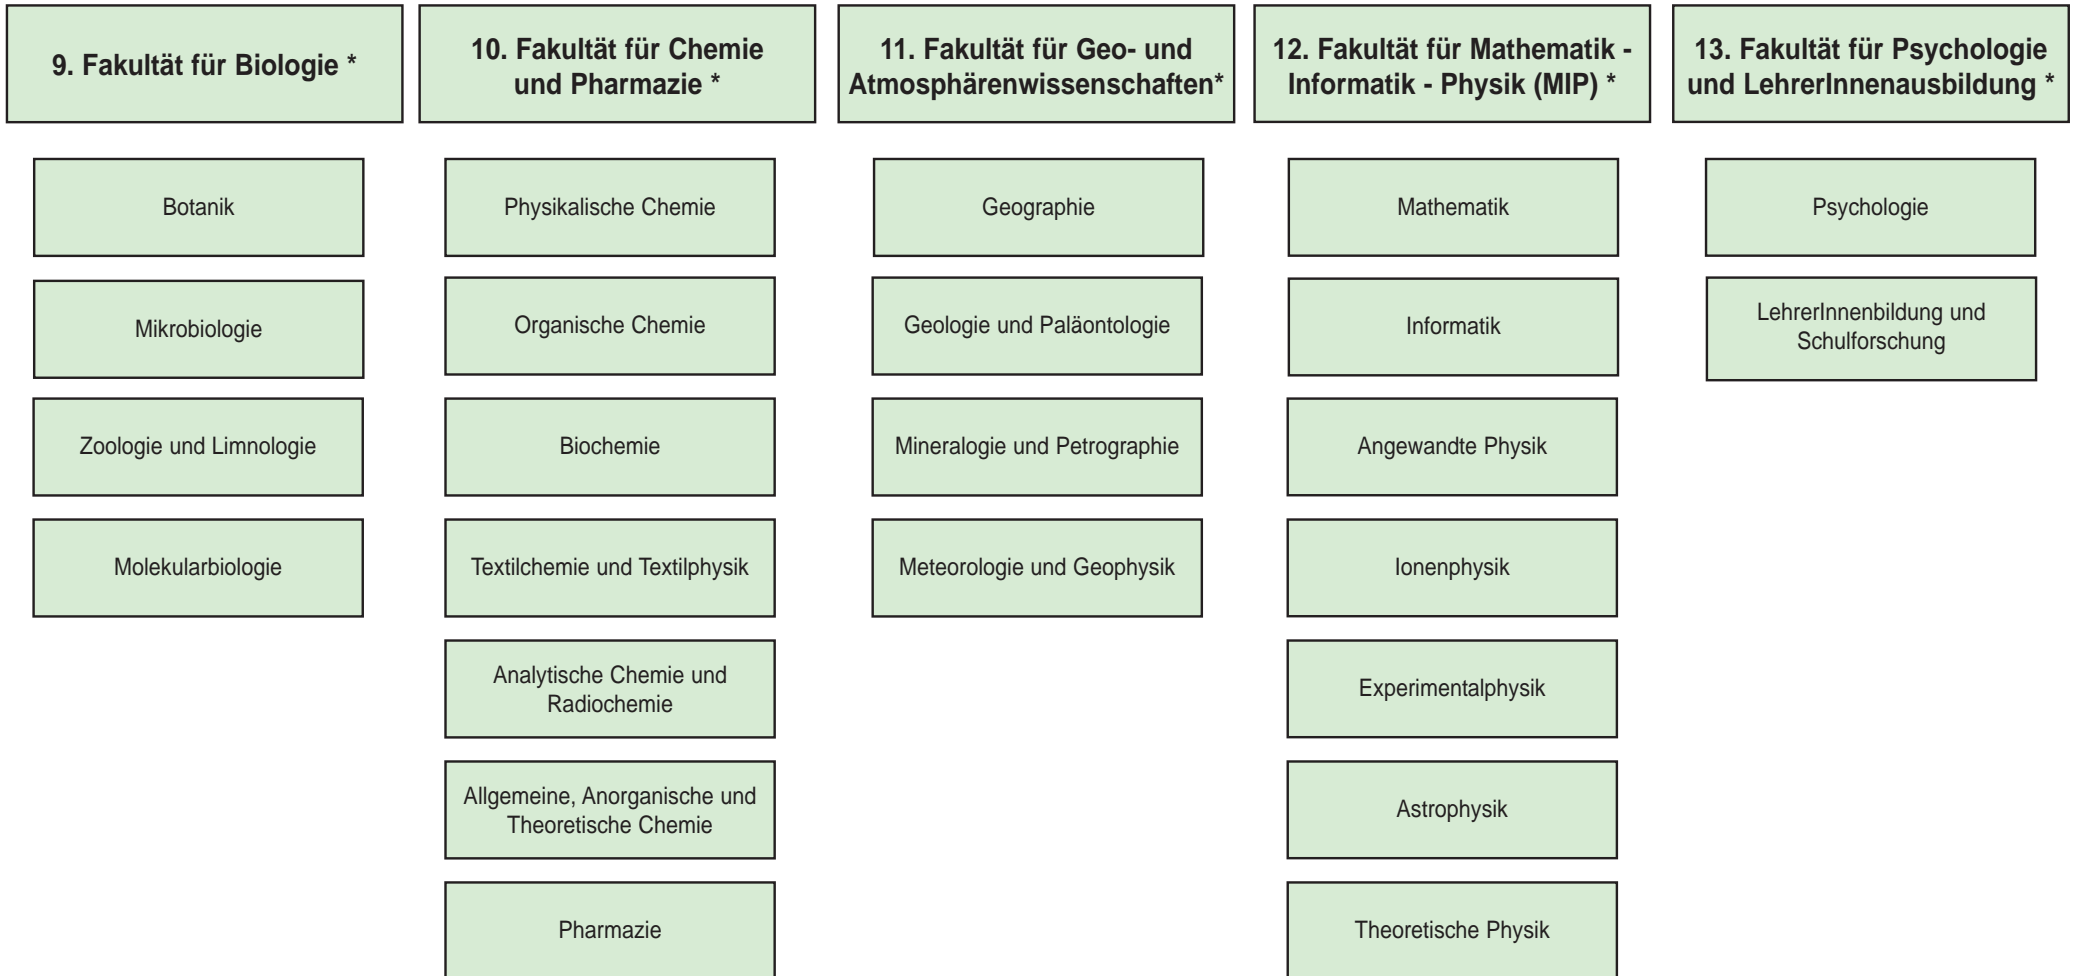 9. Fakultät für Biologie *
Botanik
Mikrobiologie
Zoologie und Limnologie
Molekularbiologie
10. Fakultät für Chemie
und Pharmazie *
Physikalische Chemie
Organische Chemie
Biochemie
Textilchemie und Textilphysik
Analytische Chemie und
Radiochemie
Allgemeine, Anorganische und
Theoretische Chemie
Pharmazie
11. Fakultät für Geo- und
Atmosphärenwissenschaften*
Geographie
Geologie und Paläontologie
Mineralogie und Petrographie
Meteorologie und Geophysik
12. Fakultät für Mathematik -
Informatik - Physik (MIP) *
Mathematik
Informatik
Angewandte Physik
Ionenphysik
Experimentalphysik
Astrophysik
Theoretische Physik
13. Fakultät für Psychologie
und LehrerInnenausbildung *
Psychologie
LehrerInnenbildung und
Schulforschung